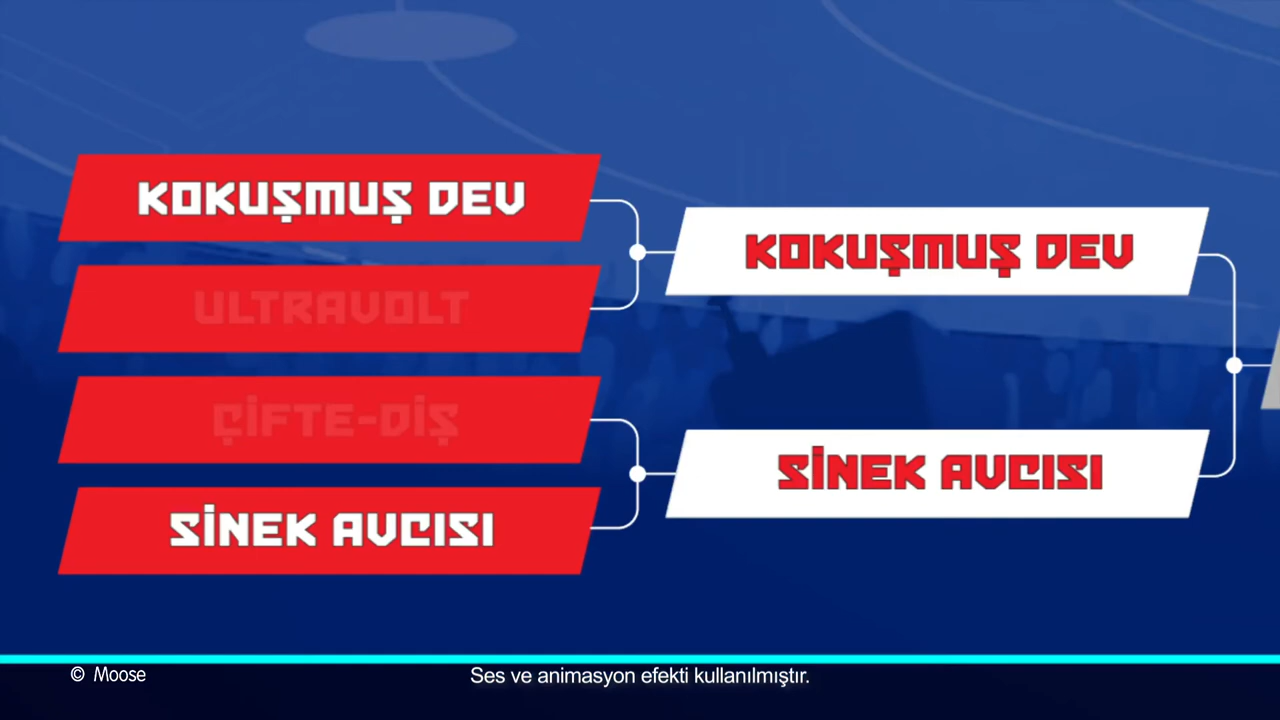 KOKUŞMUŞ DEV
ULTRAVOLT
ÇİFTE-DİŞ
SİNEK AVCISI
KOKUŞMUŞ DEV
SİNEK AVCISI
© Moose
Ses ve animasyon efekti kullanılmıştır.